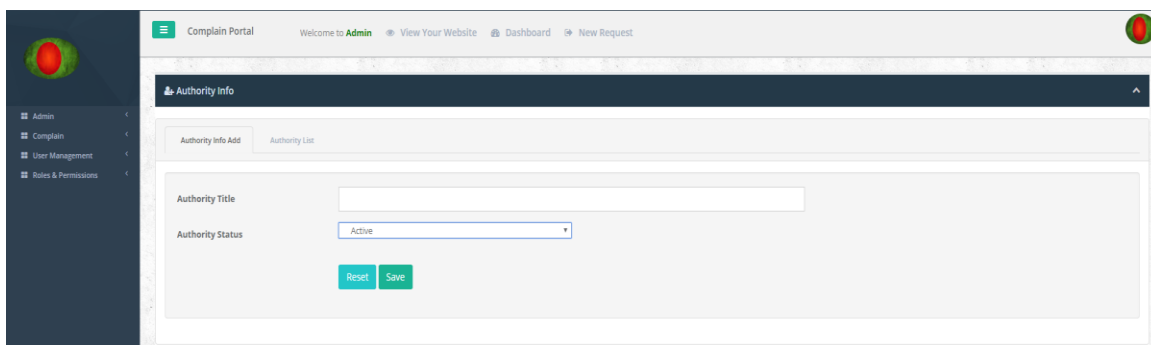 Complain Portal Welcome to Admin View Your Website Dashboard New Request
Authority Info
Admin
Complain
User Management
Roles & Permissions
Authority Info Add Authority List
Authority Title
Authority Status Active
Reset Save